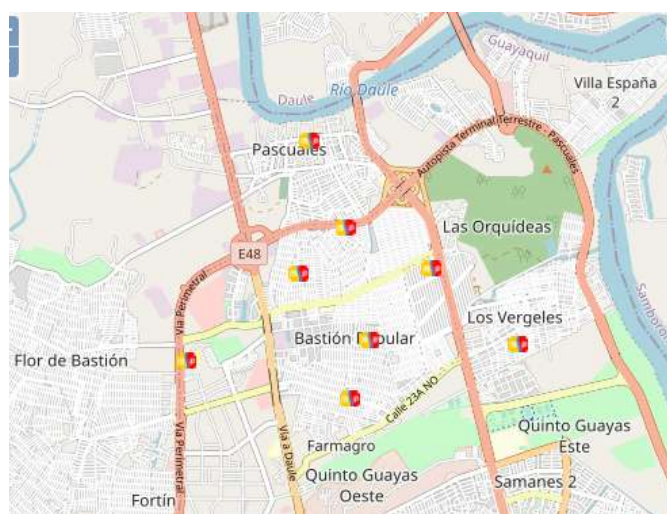 Guayaquil
Río Daule
Daule
Villa España
2
Pascuales
Autopista Terminal Terrestre - Pascuales
Las Orquídeas
E48
Vía Perimetral
Los Vergeles
Flor de Bastión
Calle 23A NO
Vía Perimetral
Vía a Daule
Farmagro
Quinto Guayas
Este
Quinto Guayas
Oeste
Samanes 2
Fortín